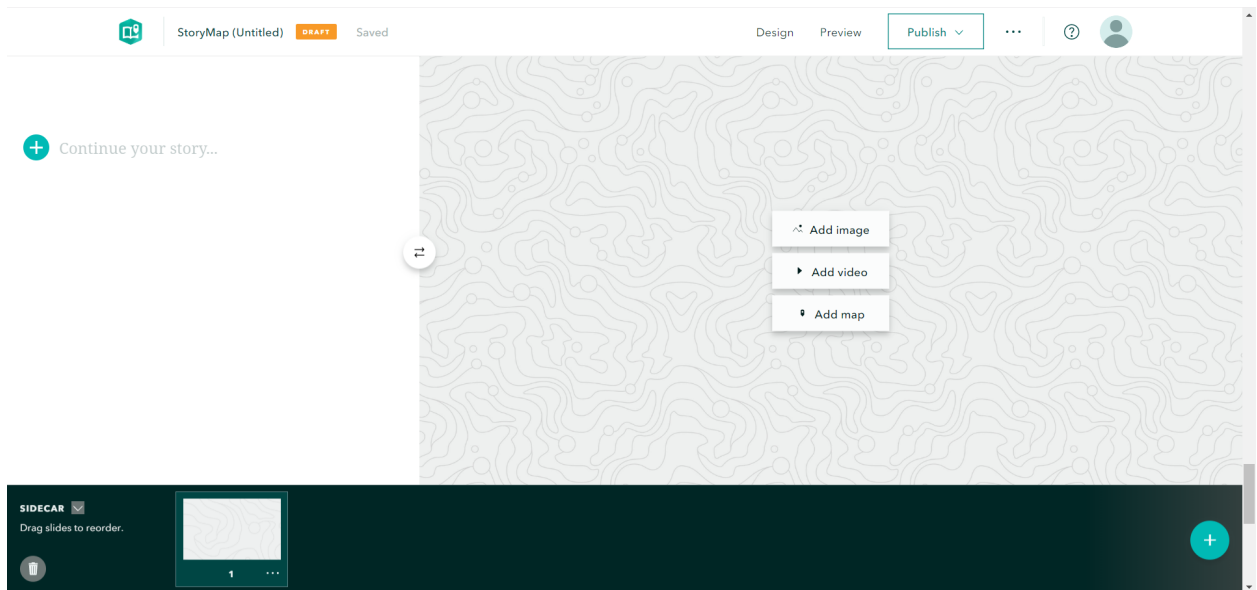 StoryMap (Untitled) DRAFT Saved Design Preview Publish
Continue your story...
Add image
Add video
Add map
SIDECAR
Drag slides to reorder.
1